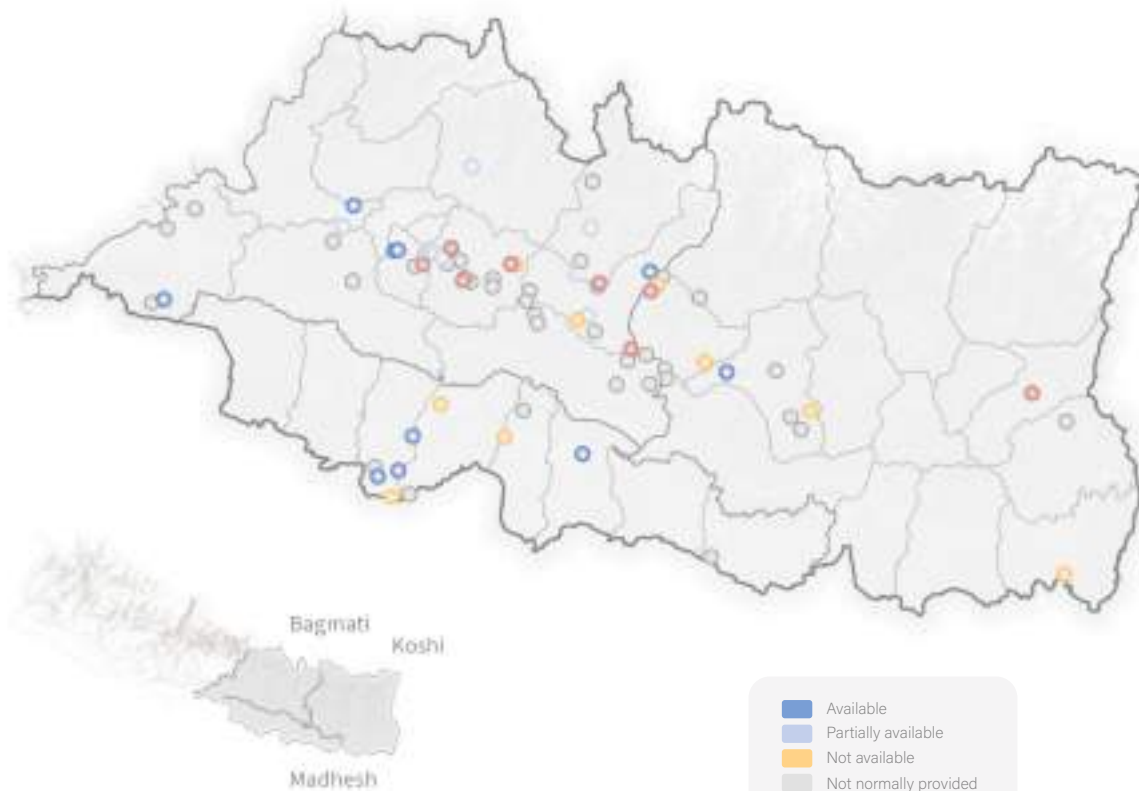 Bagmati
Koshi
Madhesh
Available
Partially available
Not available
Not normally provided